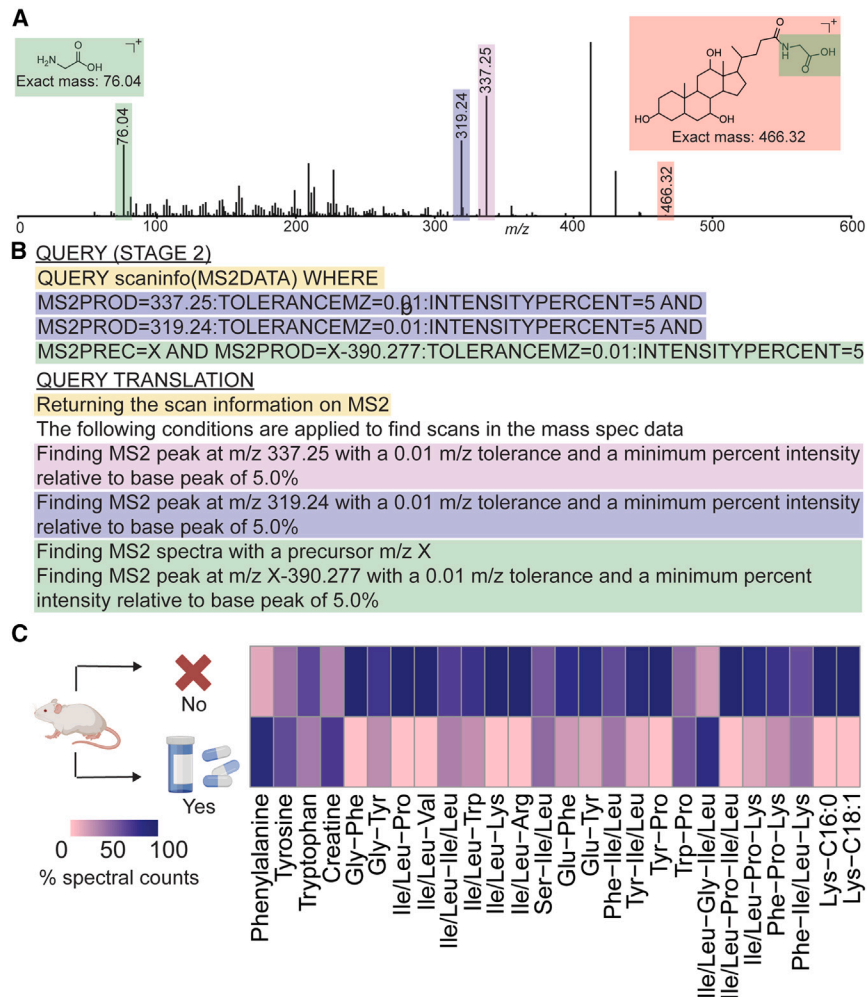 A
H₂N
O
OH
⁺
Exact mass: 76.04
76.04
319.24
337.25
466.32
O
N
H
O
OH
OH
HO
OH
⁺
Exact mass: 466.32
0
100
200
300
400
500
600
m/z
B
QUERY (STAGE 2)
QUERY scaninfo(MS2DATA) WHERE
MS2PROD=337.25:TOLERANCEMZ=0.01:INTENSITYPERCENT=5 AND
MS2PROD=319.24:TOLERANCEMZ=0.01:INTENSITYPERCENT=5 AND
MS2PREC=X AND MS2PROD=X-390.277:TOLERANCEMZ=0.01:INTENSITYPERCENT=5
QUERY TRANSLATION
Returning the scan information on MS2
The following conditions are applied to find scans in the mass spec data
Finding MS2 peak at m/z 337.25 with a 0.01 m/z tolerance and a minimum percent intensity
relative to base peak of 5.0%
Finding MS2 peak at m/z 319.24 with a 0.01 m/z tolerance and a minimum percent intensity
relative to base peak of 5.0%
Finding MS2 spectra with a precursor m/z X
Finding MS2 peak at m/z X-390.277 with a 0.01 m/z tolerance and a minimum percent
intensity relative to base peak of 5.0%
C
No
Yes
0 50 100
% spectral counts
Phenylalanine
Tyrosine
Tryptophan
Creatine
Gly−Phe
Gly−Tyr
Ile/Leu−Pro
Ile/Leu−Val
Ile/Leu−Ile/Leu
Ile/Leu−Trp
Ile/Leu−Lys
Ile/Leu−Arg
Ser−Ile/Leu
Glu−Phe
Glu−Tyr
Phe−Ile/Leu
Tyr−Ile/Leu
Tyr−Pro
Trp−Pro
Ile/Leu−Gly−Ile/Leu
Ile/Leu−Pro−Ile/Leu
Ile/Leu−Pro−Lys
Phe−Pro−Lys
Phe−Ile/Leu−Lys
Lys−C16:0
Lys−C18:1